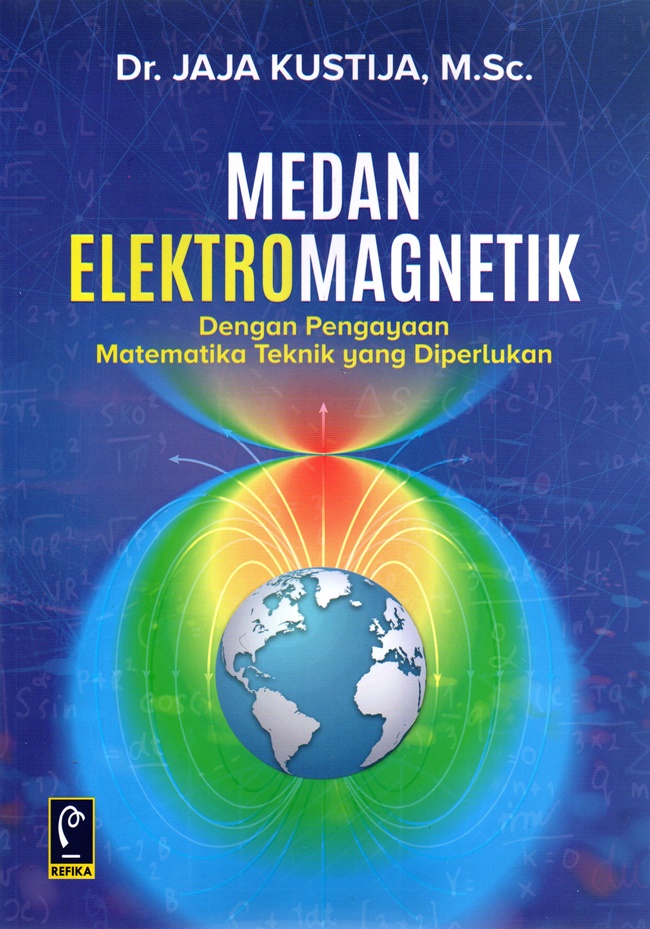 Dr. JAJA KUSTIJA, M.Sc.
MEDAN
ELEKTROMAGNETIK
Dengan Pengayaan
Matematika Teknik yang Diperlukan
REFIKA